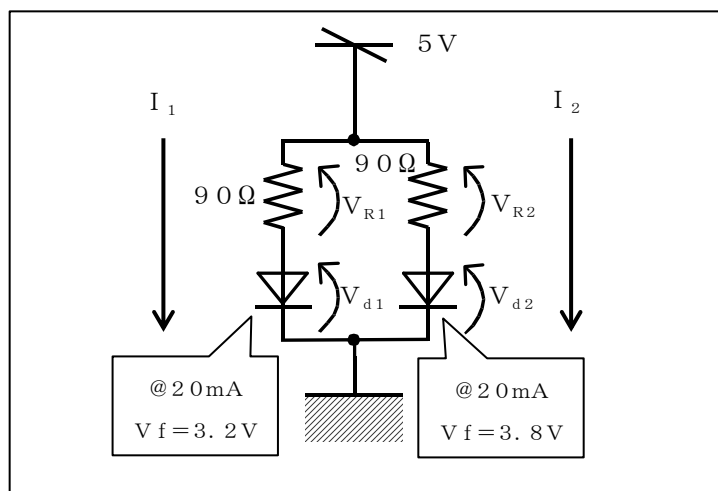 5V
I1
I2
90Ω
90Ω
VR1
VR2
Vd1
Vd2
@20mA
Vf=3.2V
@20mA
Vf=3.8V